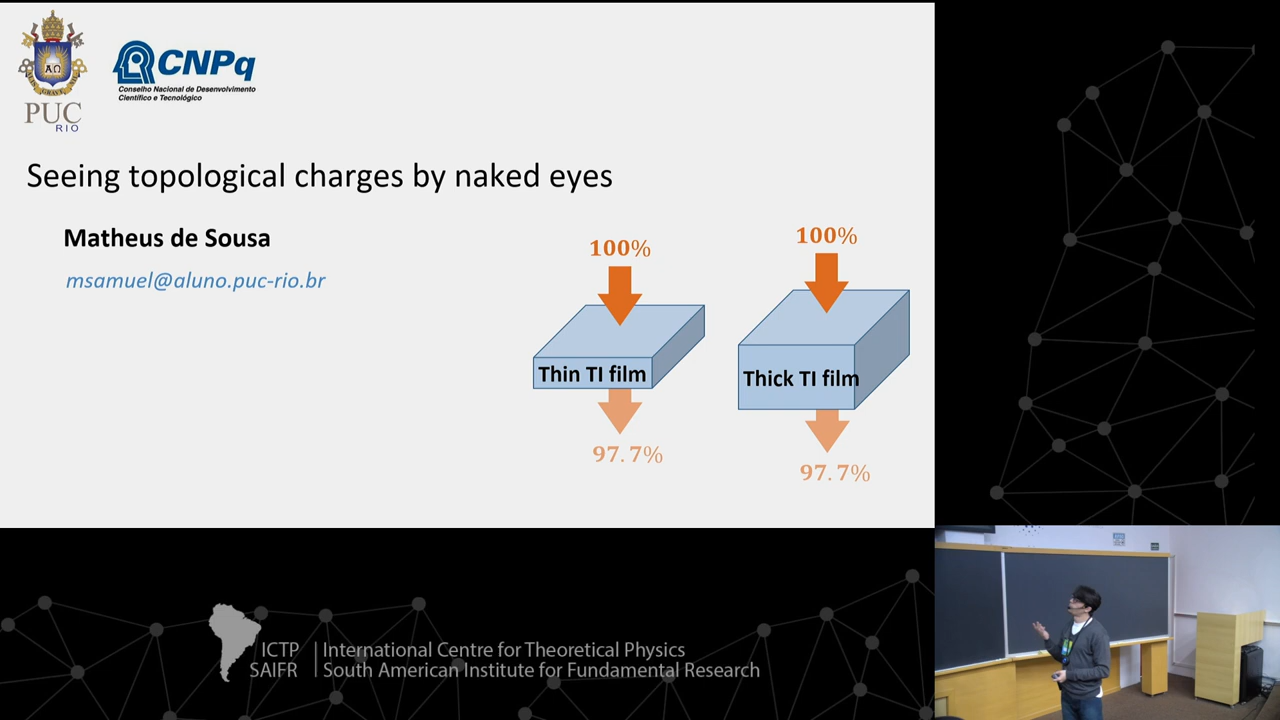 CNPq
Conselho Nacional de Desenvolvimento
Científico e Tecnológico
PUC
RIO
Seeing topological charges by naked eyes
Matheus de Sousa
msamuel@aluno.puc-rio.br
100%
100%
Thin TI film
Thick TI film
97.7%
97.7%
ICTP
SAIFR
International Centre for Theoretical Physics
South American Institute for Fundamental Research